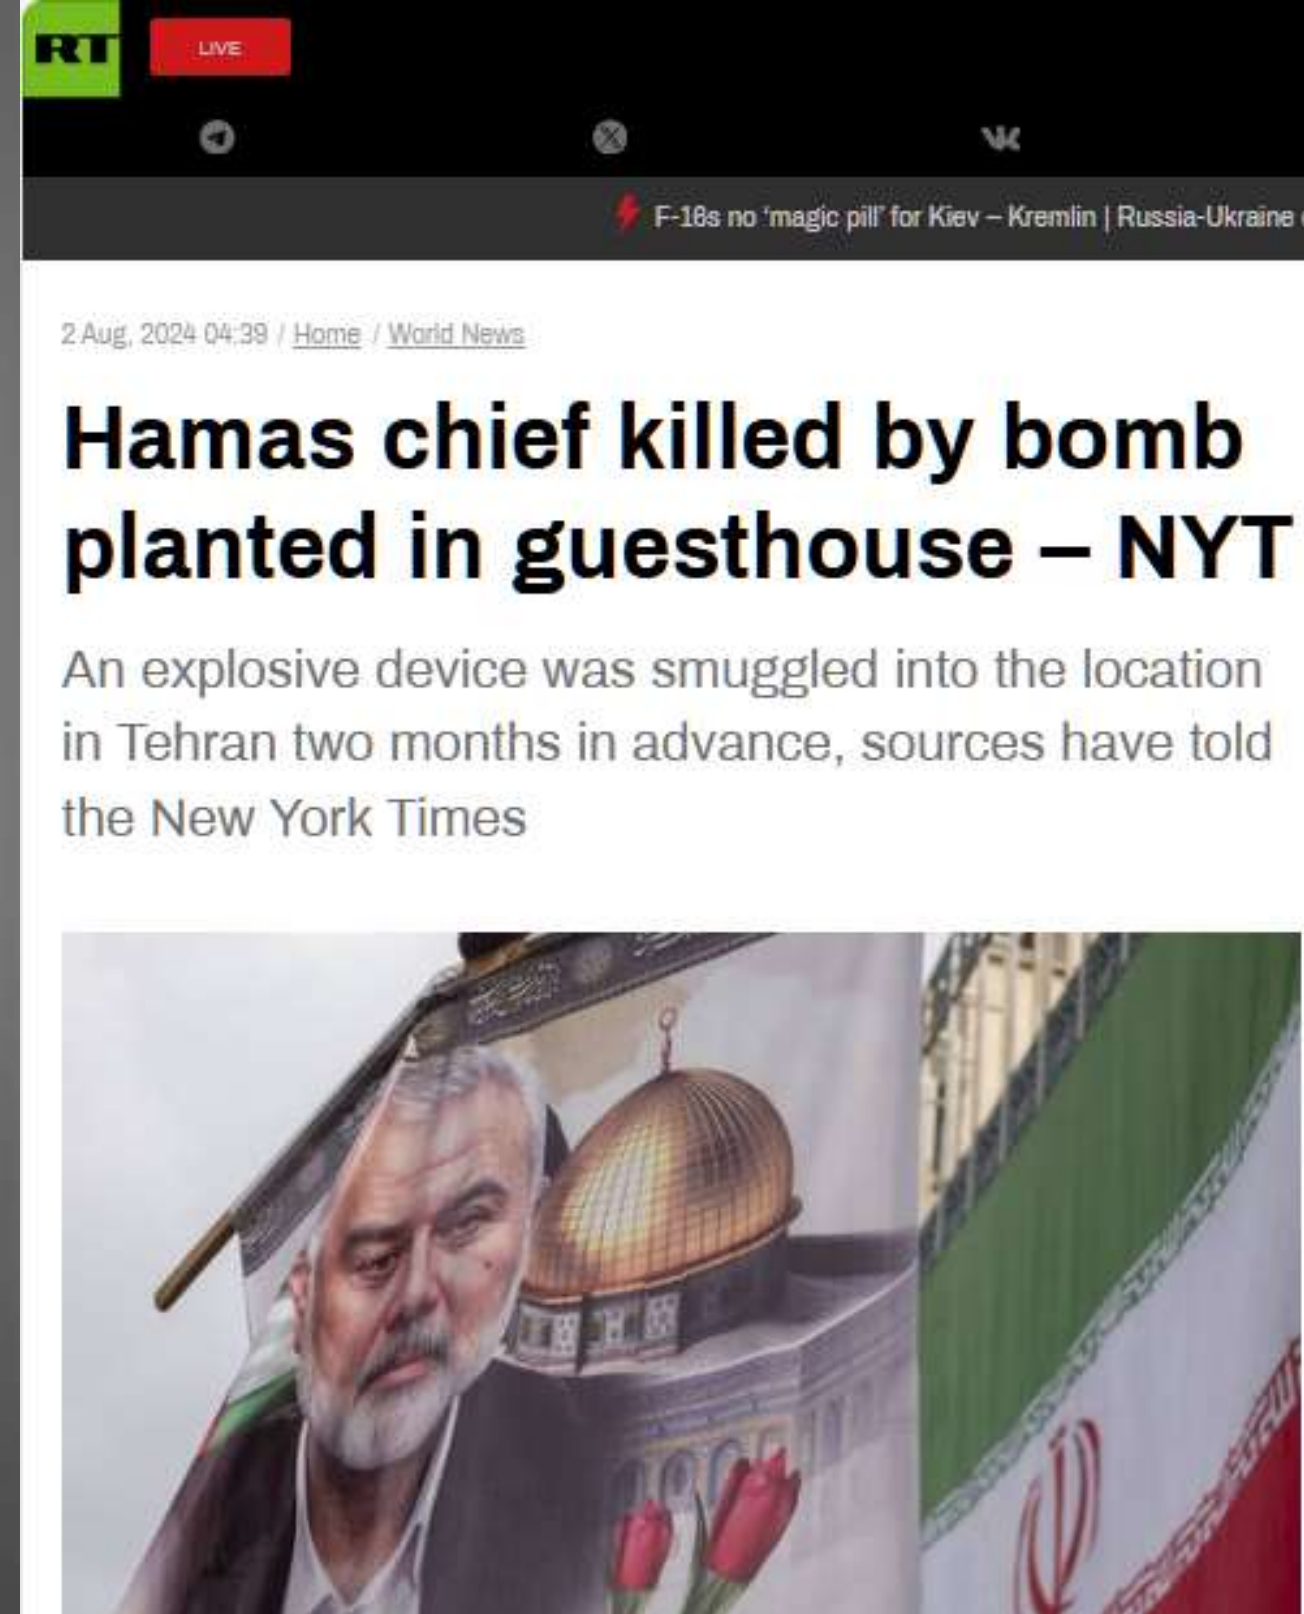 RT
LIVE
F-16s no ‘magic pill’ for Kiev – Kremlin | Russia-Ukraine
2 Aug, 2024 04:39 / Home / World News
Hamas chief killed by bomb
planted in guesthouse – NYT
An explosive device was smuggled into the location
in Tehran two months in advance, sources have told
the New York Times